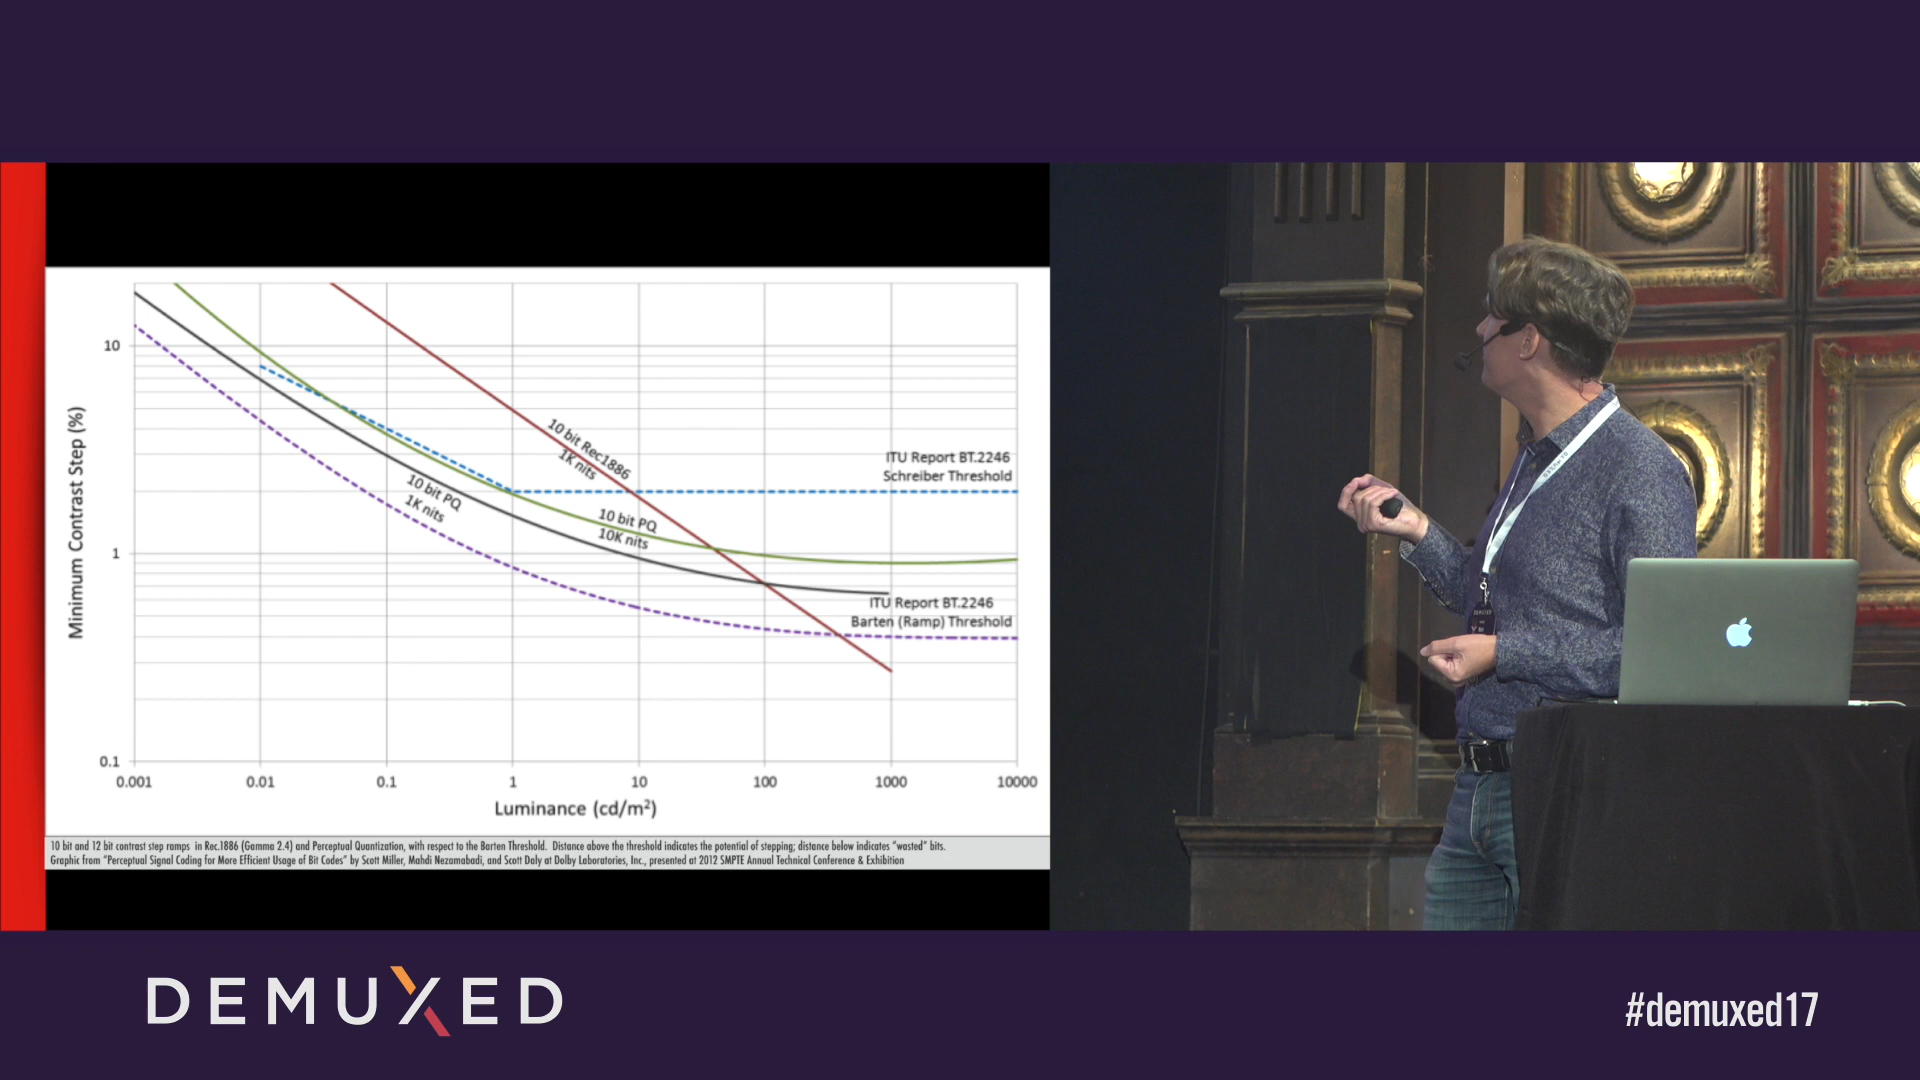 10
1
0.1
Minimum Contrast Step (%)
10 bit Rec1886
1K nits
ITU Report BT.2246
Schreiber Threshold
10 bit PQ
1K nits
10 bit PQ
10K nits
ITU Report BT.2246
Barten (Ramp) Threshold
0.001 0.01 0.1 1 10 100 1000 10000
Luminance (cd/m²)
10 bit and 12 bit contrast step ramps in Rec.1886 (Gamma 2.4) and Perceptual Quantization, with respect to the Barten Threshold. Distance above the threshold indicates the potential of stepping; distance below indicates “wasted” bits.
Graphic from “Perceptual Signal Coding for More Efficient Usage of Bit Codes” by Scott Miller, Mahdi Nezamabadi, and Scott Daly at Dolby Laboratories, Inc., presented at 2012 SMPTE Annual Technical Conference & Exhibition
DEMUXED
#demuxed17